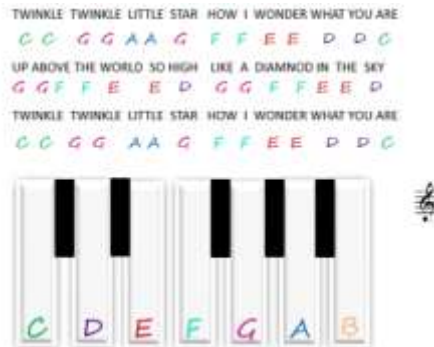 TWINKLE TWINKLE LITTLE STAR HOW I WONDER WHAT YOU ARE
C C G G A A G F F E E D D C
UP ABOVE THE WORLD SO HIGH LIKE A DIAMNOD IN THE SKY
G G F F E E D G G F F E E D
TWINKLE TWINKLE LITTLE STAR HOW I WONDER WHAT YOU ARE
C C G G A A G F F E E D D C
C D E F G A B